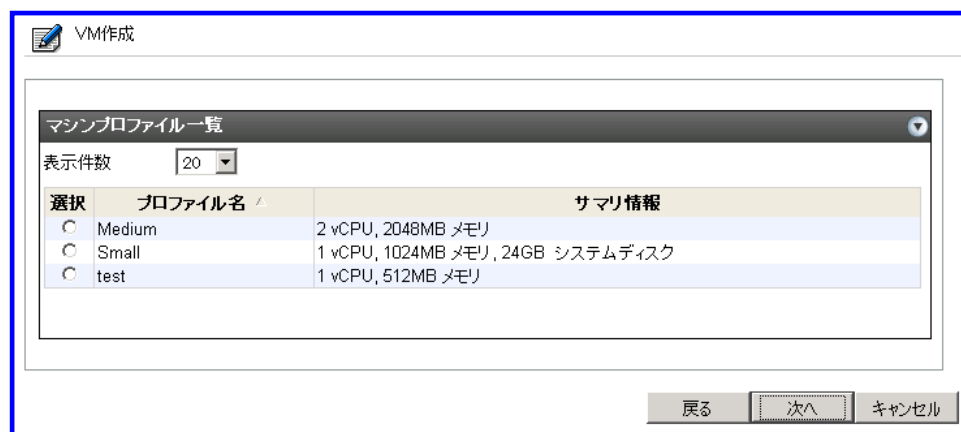 VM作成
マシンプロファイル一覧
表示件数 20
選択 プロファイル名 サマリ情報
Medium 2 vCPU, 2048MB メモリ
Small 1 vCPU, 1024MB メモリ, 24GB システムディスク
test 1 vCPU, 512MB メモリ
戻る 次へ キャンセル